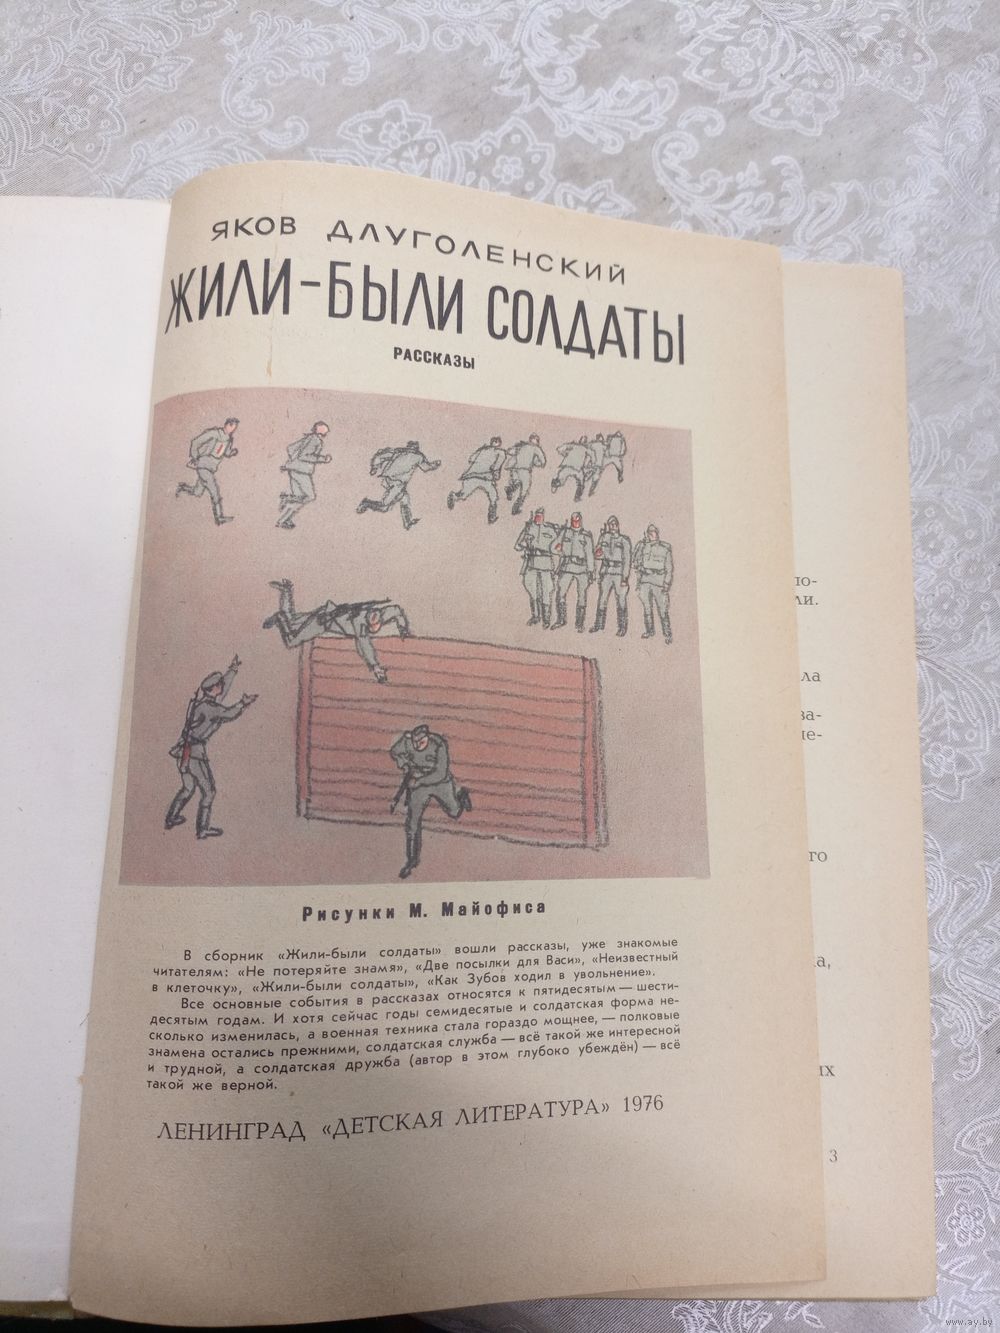 ЯКОВ ДЛУГОЛЕНСКИЙ
ЖИЛИ-БЫЛИ СОЛДАТЫ
РАССКАЗЫ
Рисунки М. Майофиса
В сборник «Жили-были солдаты» вошли рассказы, уже знакомые
читателям: «Не потеряйте знамя», «Две посылки для Васи», «Неизвестный
в клеточку», «Жили-были солдаты», «Как Зубов ходил в увольнение».
Все основные события в рассказах относятся к пятидесятым — шести-
десятым годам. И хотя сейчас годы семидесятые и солдатская форма не-
сколько изменилась, а военная техника стала гораздо мощнее, — полковые
знамена остались прежними, солдатская служба — всё такой же интересной
и трудной, а солдатская дружба (автор в этом глубоко убеждён) — всё
такой же верной.
ЛЕНИНГРАД «ДЕТСКАЯ ЛИТЕРАТУРА» 1976
3
www.ay.by